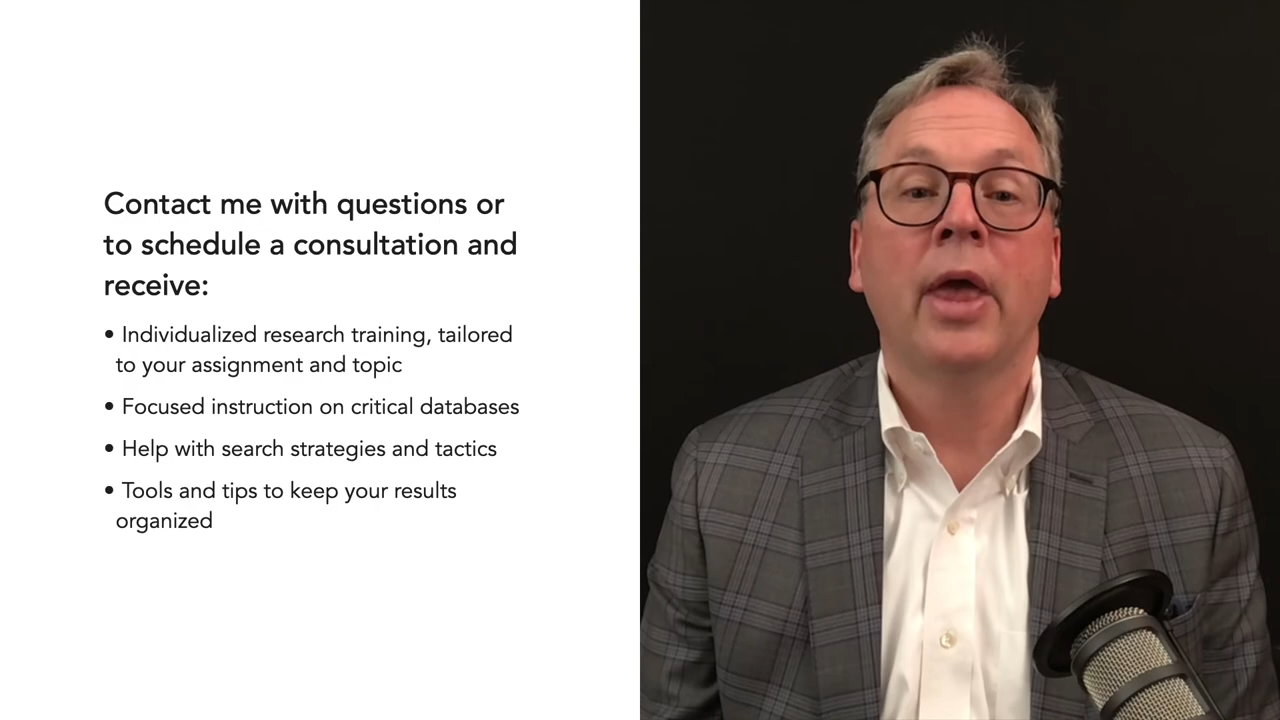 Contact me with questions or
to schedule a consultation and
receive:
• Individualized research training, tailored
to your assignment and topic
• Focused instruction on critical databases
• Help with search strategies and tactics
• Tools and tips to keep your results
organized